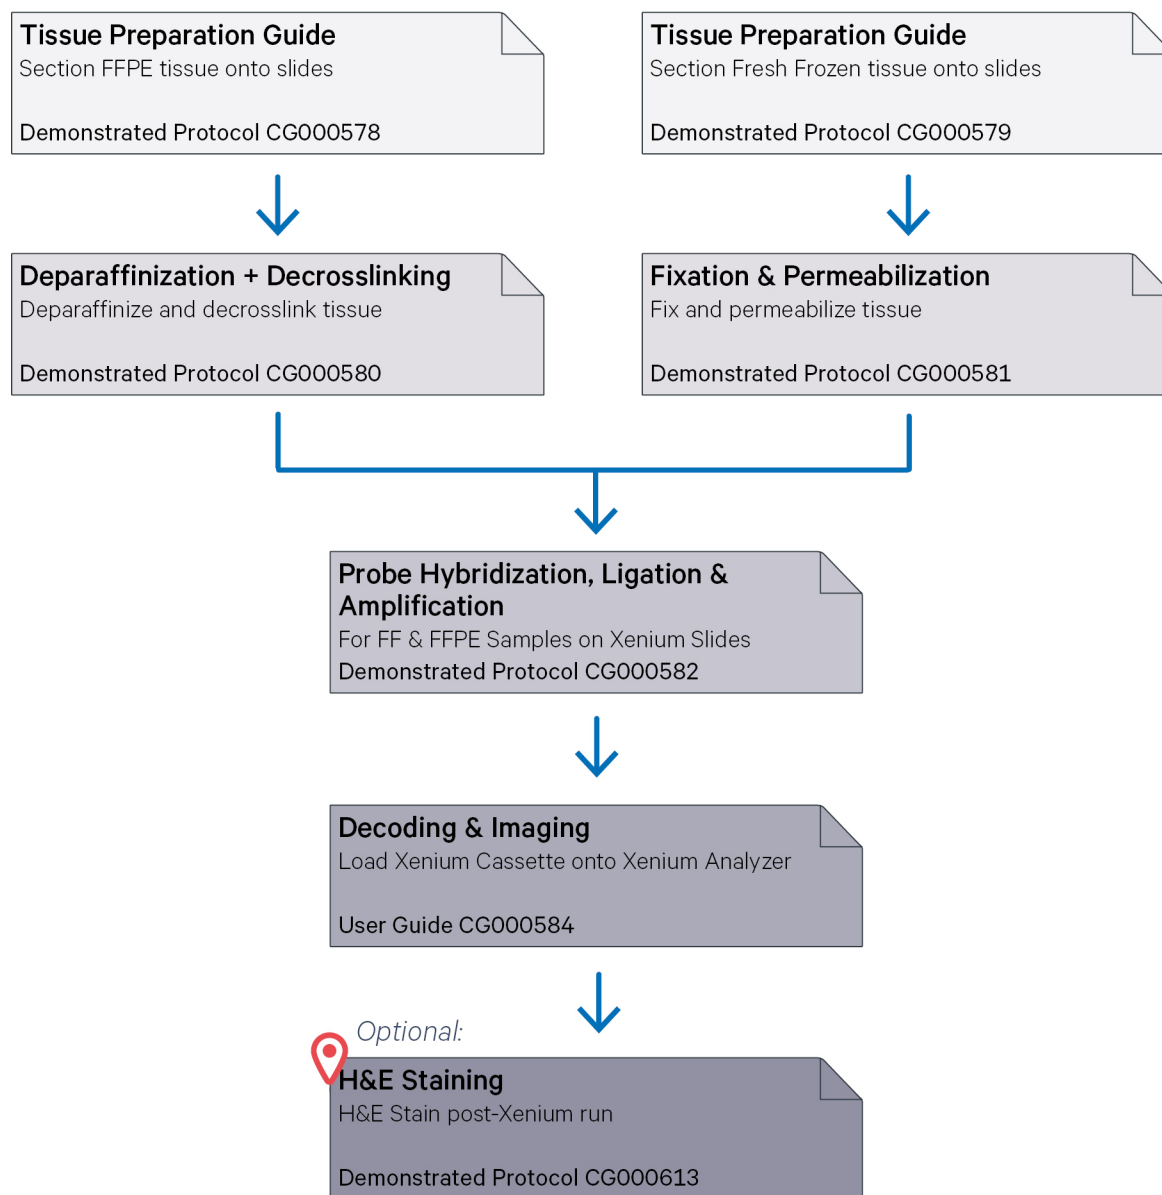 Tissue Preparation Guide
Section FFPE tissue onto slides
Demonstrated Protocol CG000578
Tissue Preparation Guide
Section Fresh Frozen tissue onto slides
Demonstrated Protocol CG000579
Deparaffinization + Decrosslinking
Deparaffinize and decrosslink tissue
Demonstrated Protocol CG000580
Fixation & Permeabilization
Fix and permeabilize tissue
Demonstrated Protocol CG000581
Probe Hybridization, Ligation &
Amplification
For FF & FFPE Samples on Xenium Slides
Demonstrated Protocol CG000582
Decoding & Imaging
Load Xenium Cassette onto Xenium Analyzer
User Guide CG000584
Optional:
H&E Staining
H&E Stain post-Xenium run
Demonstrated Protocol CG000613